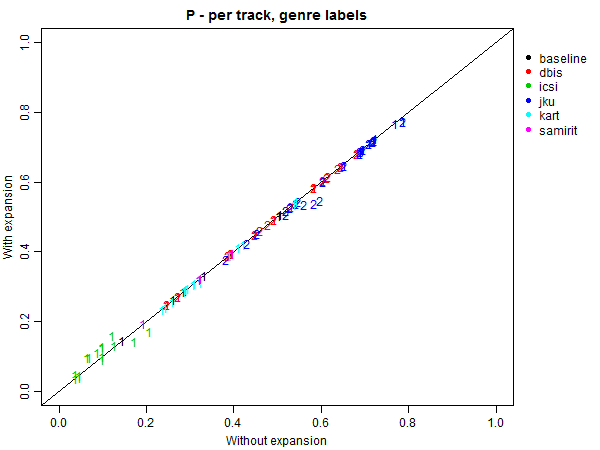 P - per track, genre labels
With expansion
1.0
0.8
0.6
0.4
0.2
0.0
0.0 0.2 0.4 0.6 0.8 1.0
Without expansion
baseline
dbis
icsi
jku
kart
samirit